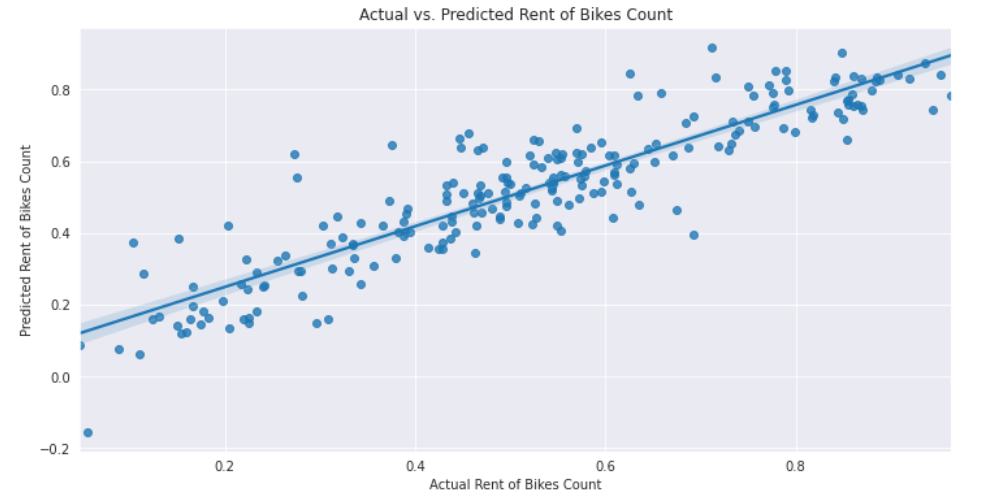 Actual vs. Predicted Rent of Bikes Count
Predicted Rent of Bikes Count
0.8
0.6
0.4
0.2
0.0
−0.2
0.2 0.4 0.6 0.8
Actual Rent of Bikes Count